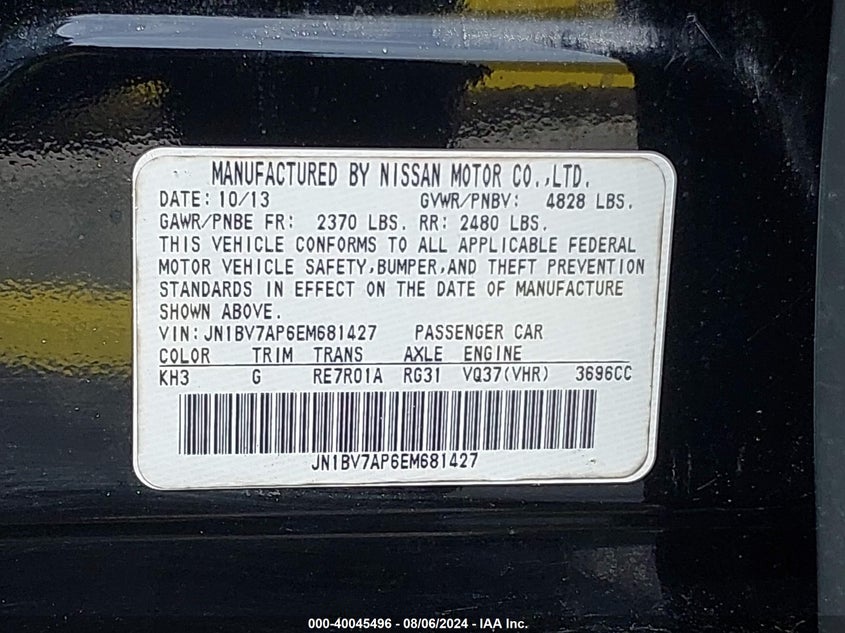 MANUFACTURED BY NISSAN MOTOR CO.,LTD.
DATE: 10/13 GVWR/PNBV: 4828 LBS.
GAWR/PNBE FR: 2370 LBS. RR: 2480 LBS.
THIS VEHICLE CONFORMS TO ALL APPLICABLE FEDERAL
MOTOR VEHICLE SAFETY,BUMPER,AND THEFT PREVENTION
STANDARDS IN EFFECT ON THE DATE OF MANUFACTURE
SHOWN ABOVE.
VIN:JN1BV7AP6EM681427 PASSENGER CAR
COLOR TRIM TRANS AXLE ENGINE
KH3 G RE7R01A RG31 VQ37(VHR) 3696CC
JN1BV7AP6EM681427
000-40045496 - 08/06/2024 - IAA Inc.